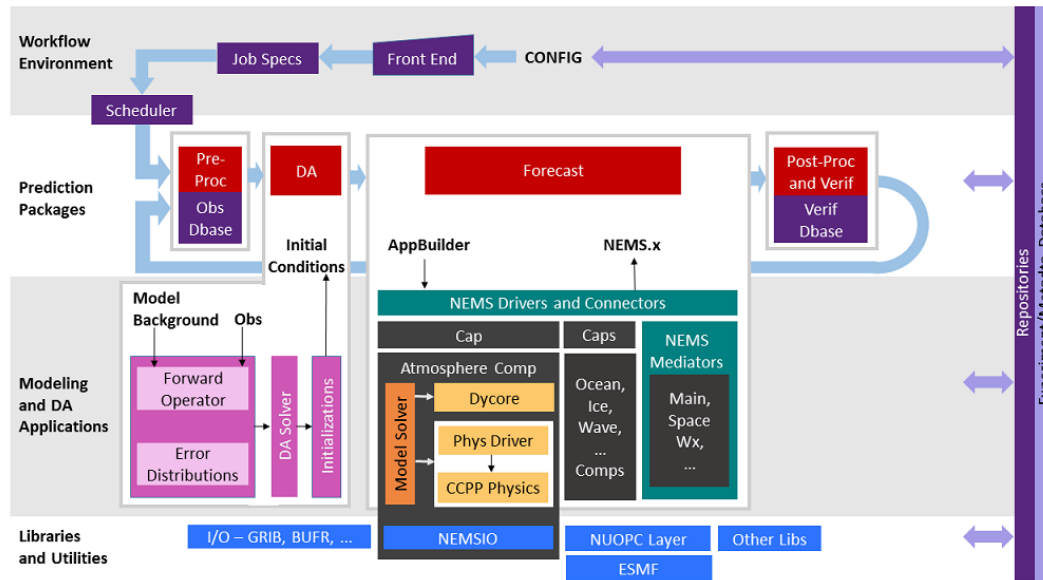 Workflow
Environment
Job Specs
Front End
CONFIG
Scheduler
Prediction
Packages
Pre-
Proc
Obs
Dbase
DA
Forecast
Post-Proc
and Verif
Verif
Dbase
Initial
Conditions
AppBuilder
NEMS.x
Modeling
and DA
Applications
Model
Background
Obs
Forward
Operator
Error
Distributions
DA Solver
Initializations
NEMS Drivers and Connectors
Cap
Caps
NEMS
Mediators
Atmosphere Comp
Model Solver
Dycore
Phys Driver
CCPP Physics
Ocean,
Ice,
Wave,
...
Comps
Main,
Space
Wx,
...
Libraries
and Utilities
I/O – GRIB, BUFR, ...
NEMSIO
NUOPC Layer
Other Libs
ESMF
Repositories